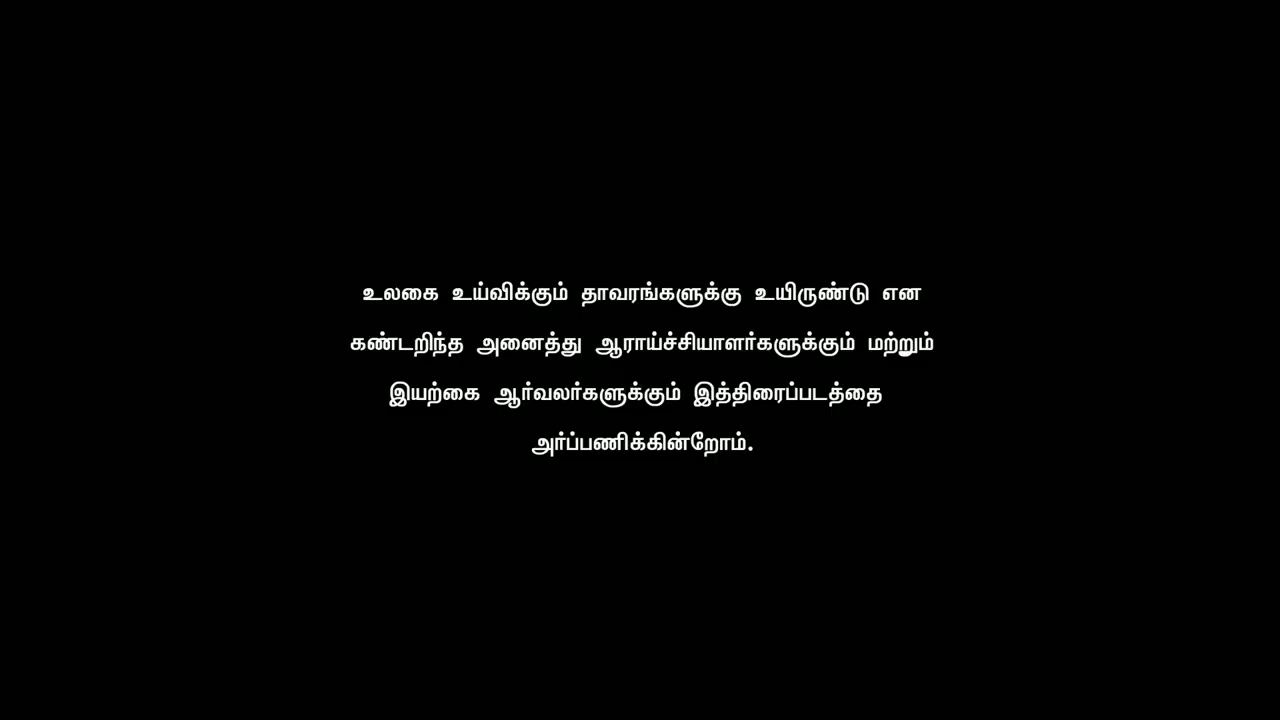 உலகை உய்விக்கும் தாவரங்களுக்கு உயிருண்டு என
கண்டறிந்த அனைத்து ஆராய்ச்சியாளர்களுக்கும் மற்றும்
இயற்கை ஆர்வலர்களுக்கும் இத்திரைப்படத்தை
அர்ப்பணிக்கின்றோம்.